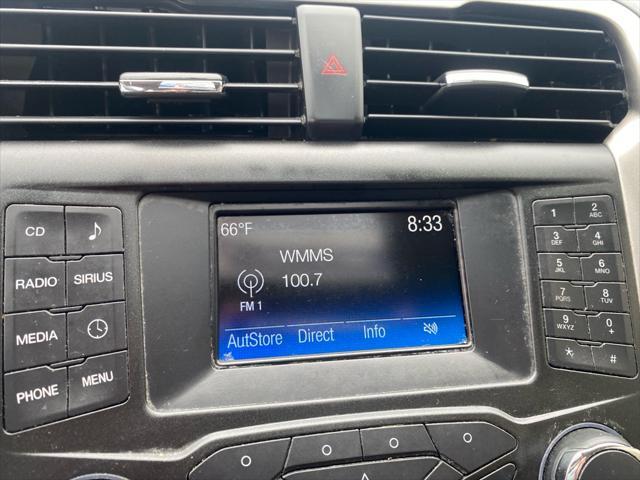 66°F 8:33
WMMS
100.7
FM 1
AutStore Direct Info
CD
RADIO SIRIUS
MEDIA
PHONE MENU
1 2 ABC
3 DEF 4 GHI
5 JKL 6 MNO
7 PQRS 8 TUV
9 WXYZ 0 +
* #